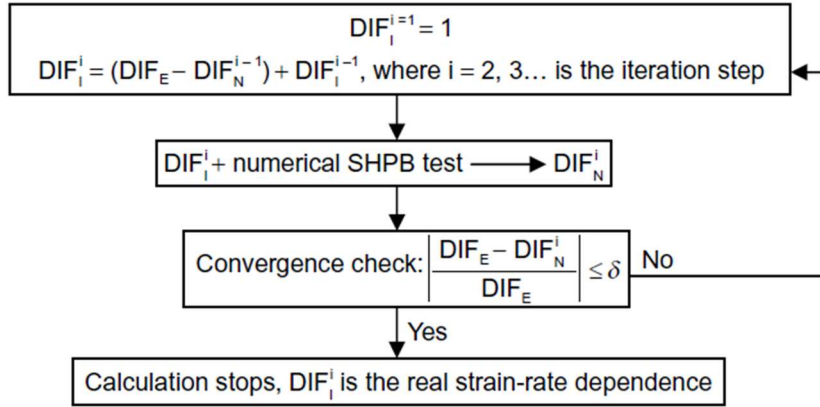 DIF_I^{i=1} = 1
DIF_I^i = (DIF_E − DIF_N^{i−1}) + DIF_I^{i−1}, where i = 2, 3... is the iteration step
DIF_I^i + numerical SHPB test ⟶ DIF_N^i
Convergence check: |(DIF_E − DIF_N^i) / DIF_E| ≤ δ
No
Yes
Calculation stops, DIF_I^i is the real strain-rate dependence